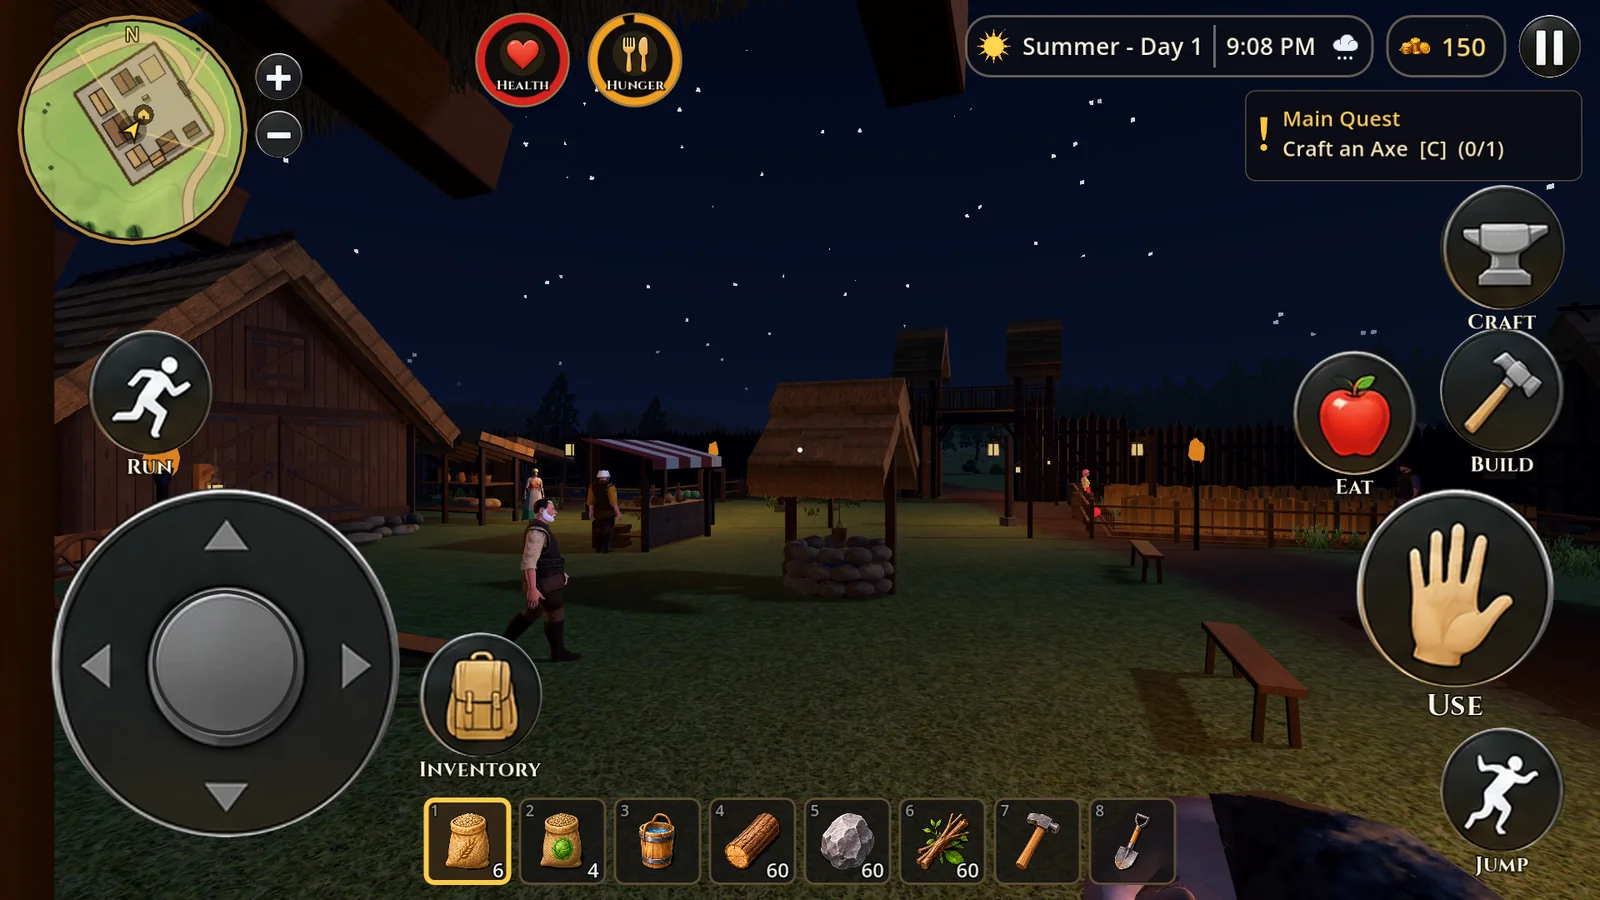 N
HEALTH
HUNGER
Summer - Day 1
9:08 PM
150
Main Quest
Craft an Axe [C] (0/1)
CRAFT
BUILD
EAT
RUN
USE
INVENTORY
JUMP
1
6
2
4
3
4
60
5
60
6
60
7
8